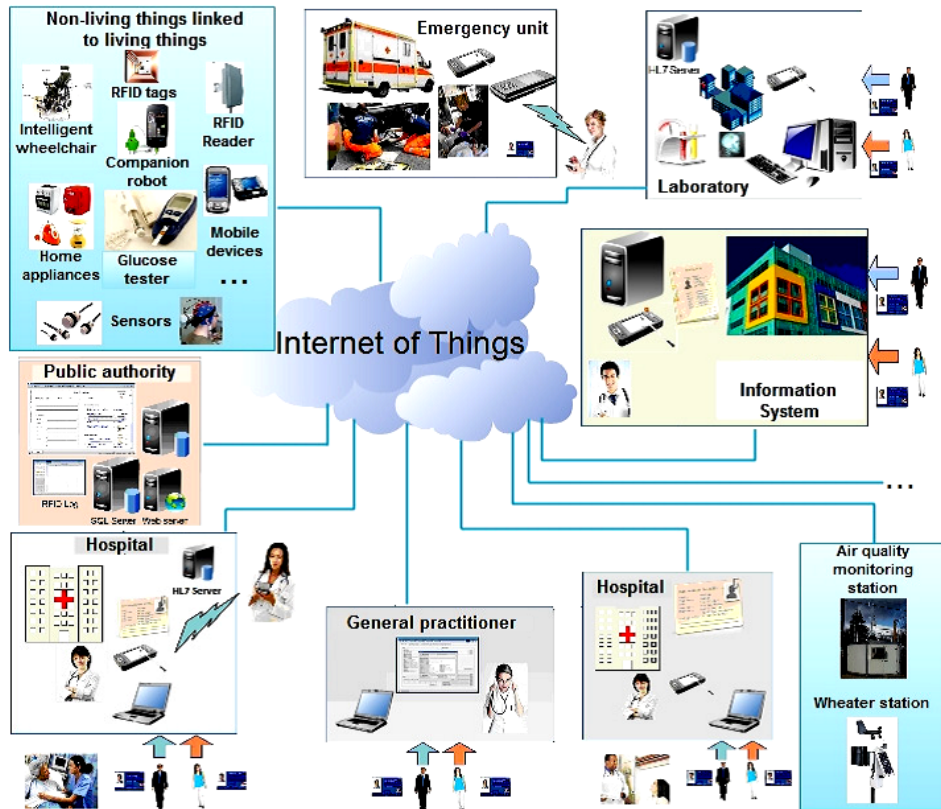 Non-living things linked
to living things
RFID tags
Intelligent
wheelchair
RFID
Reader
Companion
robot
Home
appliances
Glucose
tester
Mobile
devices
...
Sensors
Emergency unit
HL7 Server
Laboratory
Internet of Things
Information
System
Public authority
RFID Log
SQL Server
Web server
...
Hospital
HL7 Server
General practitioner
Hospital
Air quality
monitoring
station
Wheater station